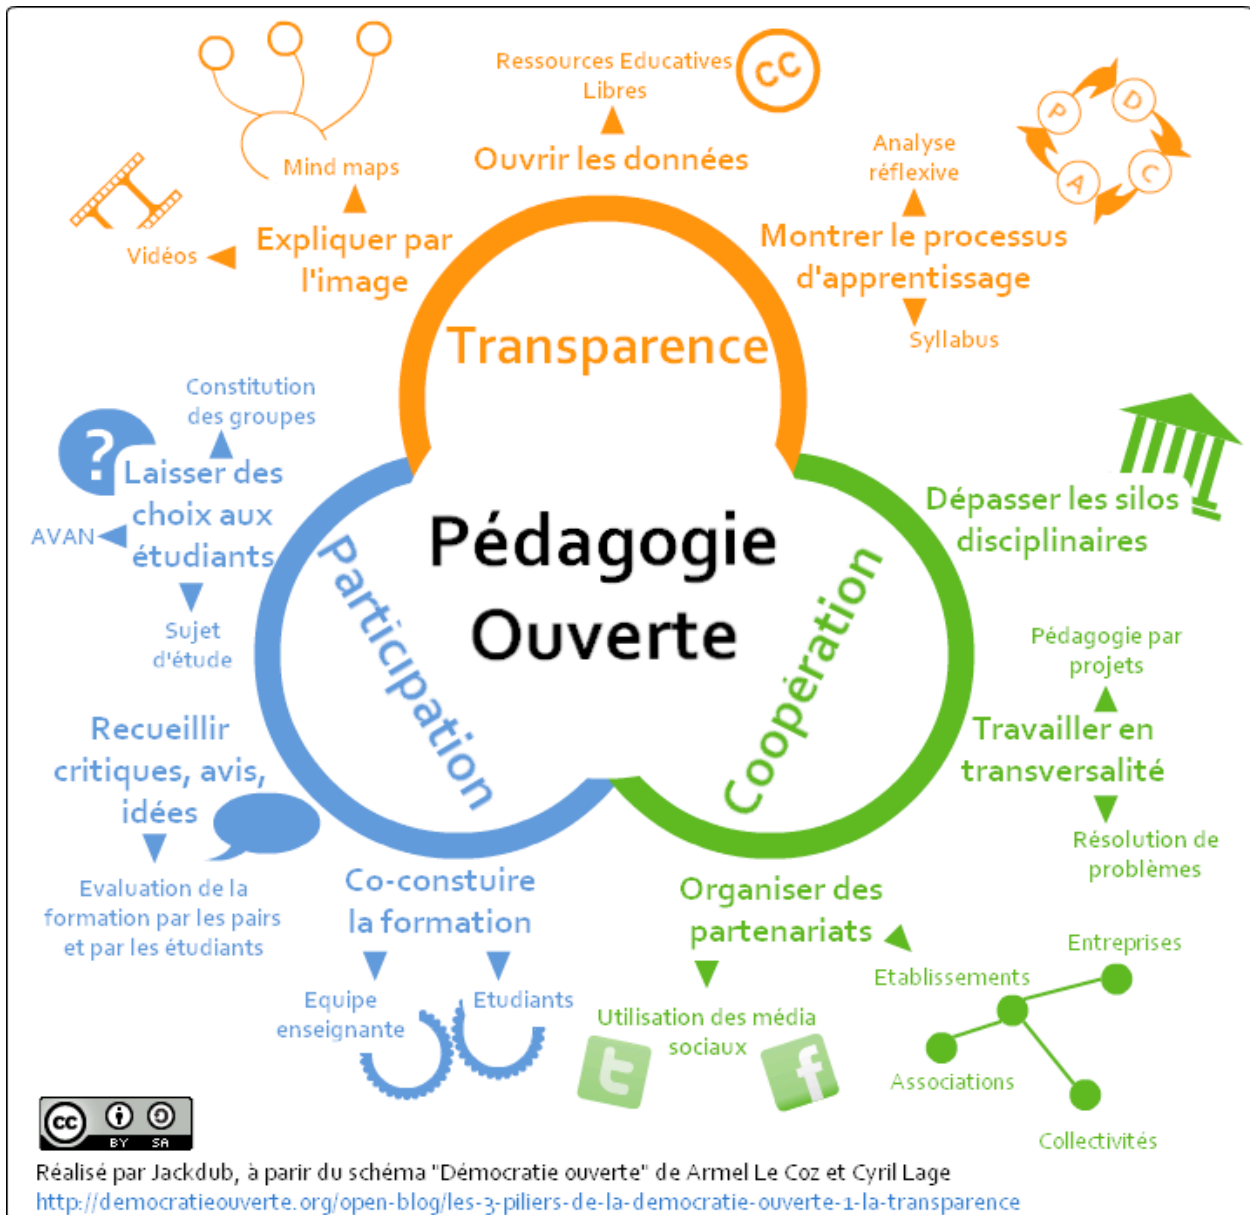 Ressources Educatives
Libres
CC
Ouvrir les données
Mind maps
Vidéos
Expliquer par
l'image
Analyse
réflexive
P
D
C
A
Montrer le processus
d'apprentissage
Syllabus
Transparence
Constitution
des groupes
?
Laisser des
choix aux
étudiants
AVAN
Sujet
d'étude
Recueillir
critiques, avis,
idées
Evaluation de la
formation par les pairs
et par les étudiants
Participation
Co-constuire
la formation
Equipe
enseignante
Etudiants
Pédagogie
Ouverte
Coopération
Dépasser les silos
disciplinaires
Pédagogie par
projets
Travailler en
transversalité
Résolution de
problèmes
Organiser des
partenariats
Utilisation des média
sociaux
t
f
Entreprises
Etablissements
Associations
Collectivités
cc
BY SA
Réalisé par Jackdub, à parir du schéma "Démocratie ouverte" de Armel Le Coz et Cyril Lage
http://democratieouverte.org/open-blog/les-3-piliers-de-la-democratie-ouverte-1-la-transparence